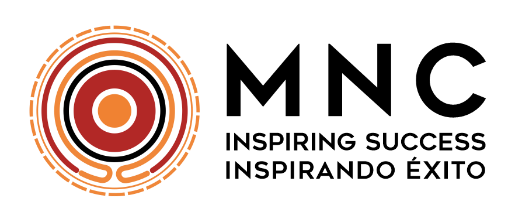 MNC
INSPIRING SUCCESS
INSPIRANDO ÉXITO